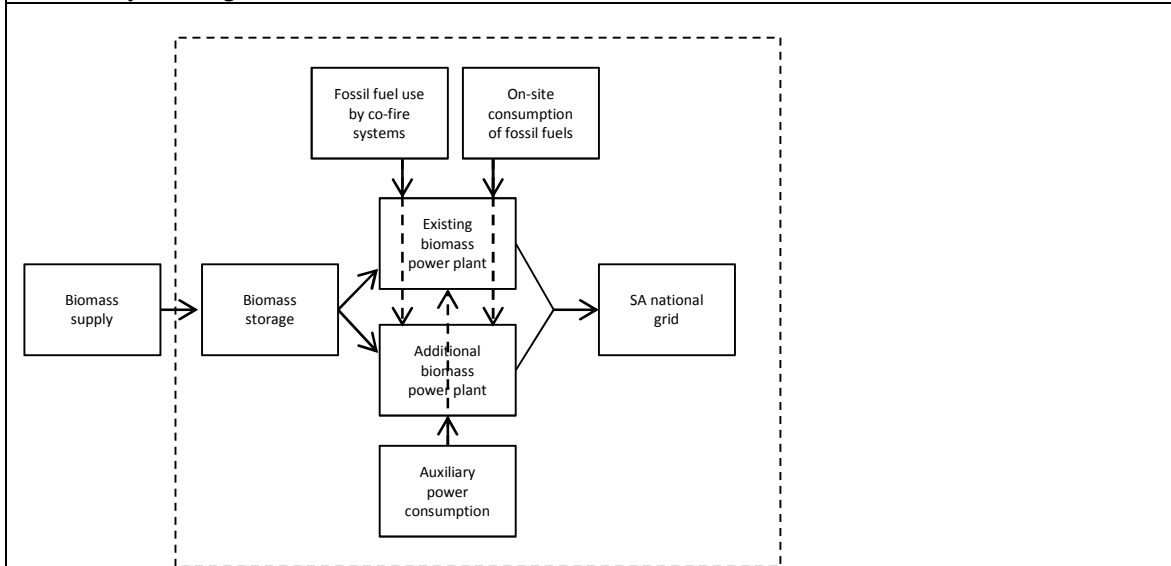 Fossil fuel use
by co-fire
systems
On-site
consumption
of fossil fuels
Existing
biomass
power plant
Biomass
supply
Biomass
storage
SA national
grid
Additional
biomass
power plant
Auxiliary
power
consumption